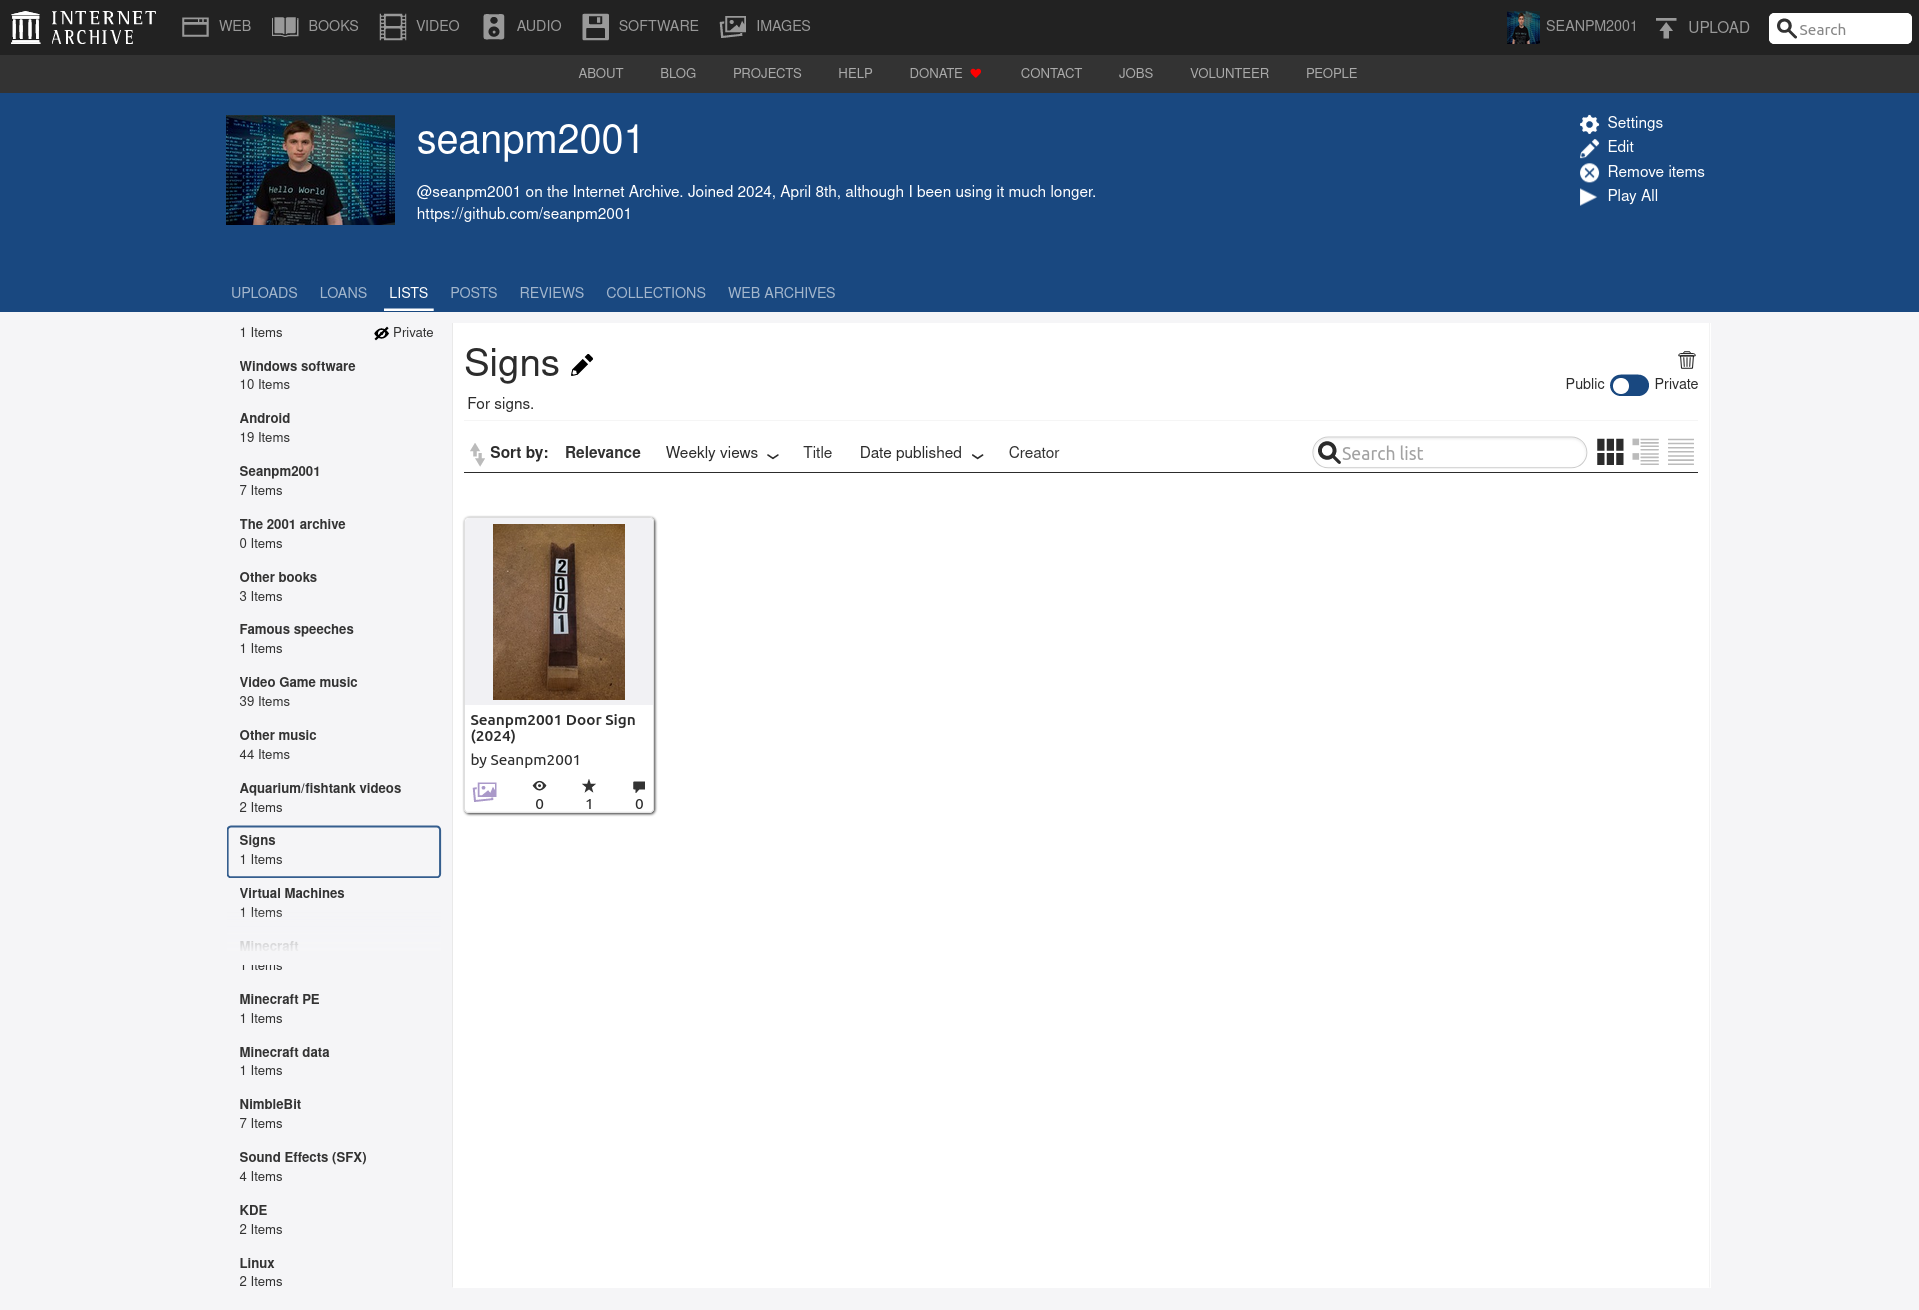 INTERNET ARCHIVE
WEB BOOKS VIDEO AUDIO SOFTWARE IMAGES SEANPM2001 UPLOAD Search
ABOUT BLOG PROJECTS HELP DONATE CONTACT JOBS VOLUNTEER PEOPLE
Hello World
seanpm2001
@seanpm2001 on the Internet Archive. Joined 2024, April 8th, although I been using it much longer.
https://github.com/seanpm2001
Settings
Edit
Remove items
Play All
UPLOADS LOANS LISTS POSTS REVIEWS COLLECTIONS WEB ARCHIVES
1 Items Private
Windows software
10 Items
Android
19 Items
Seanpm2001
7 Items
The 2001 archive
0 Items
Other books
3 Items
Famous speeches
1 Items
Video Game music
39 Items
Other music
44 Items
Aquarium/fishtank videos
2 Items
Signs
1 Items
Virtual Machines
1 Items
Minecraft
1 Items
Minecraft PE
1 Items
Minecraft data
1 Items
NimbleBit
7 Items
Sound Effects (SFX)
4 Items
KDE
2 Items
Linux
2 Items
Signs
For signs.
Public Private
Sort by: Relevance Weekly views Title Date published Creator
Search list
2001
Seanpm2001 Door Sign
(2024)
by Seanpm2001
0 1 0